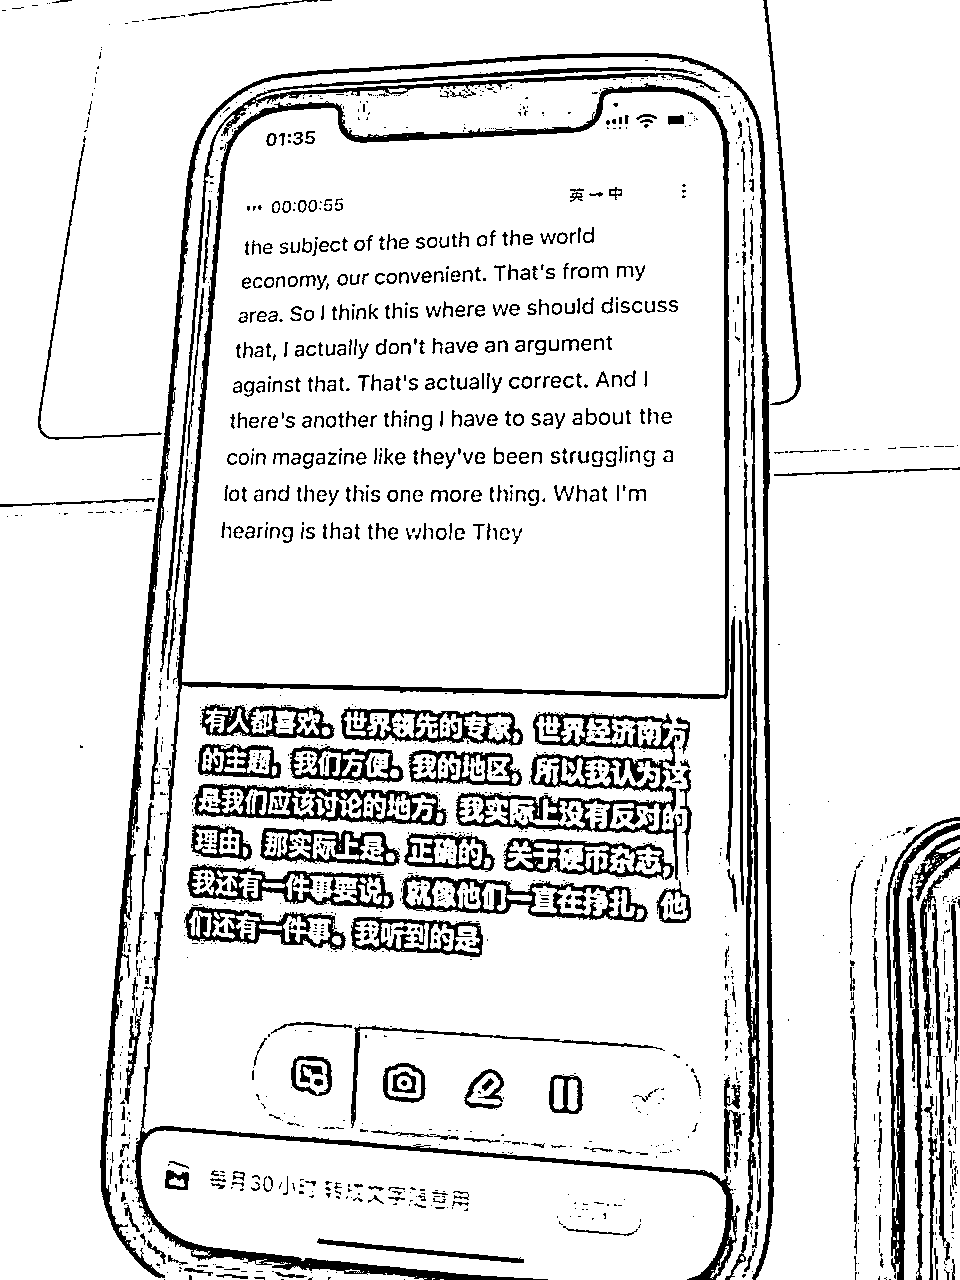 01:35
... 00:00:55 英→中
the subject of the south of the world
economy, our convenient. That's from my
area. So I think this where we should discuss
that, I actually don't have an argument
against that. That's actually correct. And I
there's another thing I have to say about the
coin magazine like they've been struggling a
lot and they this one more thing. What I'm
hearing is that the whole They
有人都喜欢。世界领先的专家，世界经济南方
的主题，我们方便。我的地区，所以我认为这
是我们应该讨论的地方，我实际上没有反对的
理由，那实际上是。正确的，关于硬币杂志，
我还有一件事要说，就像他们一直在挣扎，他
们还有一件事。我听到的是
每月30小时 转成文字随意用